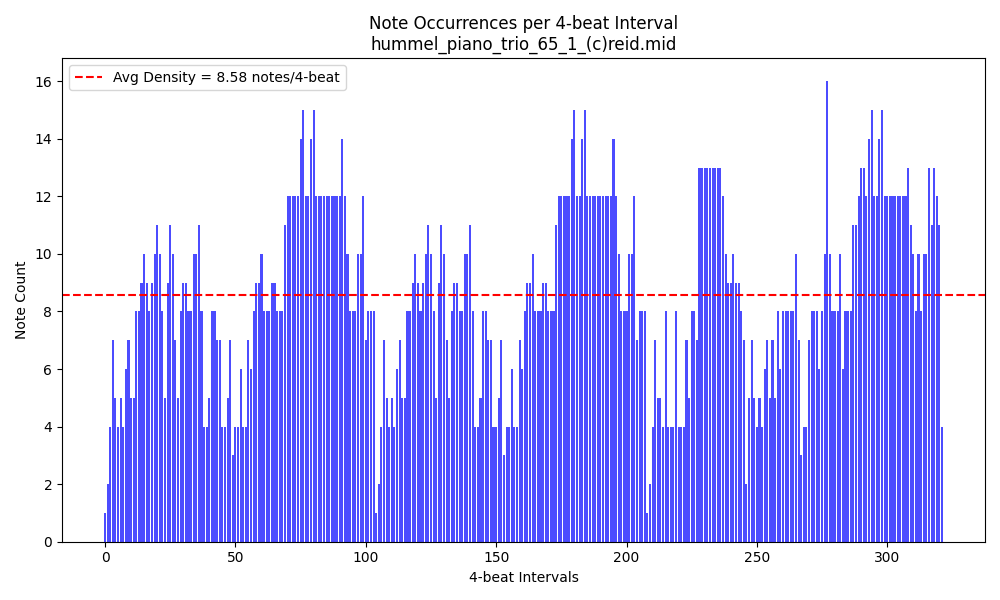 Note Occurrences per 4-beat Interval
hummel_piano_trio_65_1_(c)reid.mid
Avg Density = 8.58 notes/4-beat
Note Count
16
14
12
10
8
6
4
2
0
0 50 100 150 200 250 300
4-beat Intervals